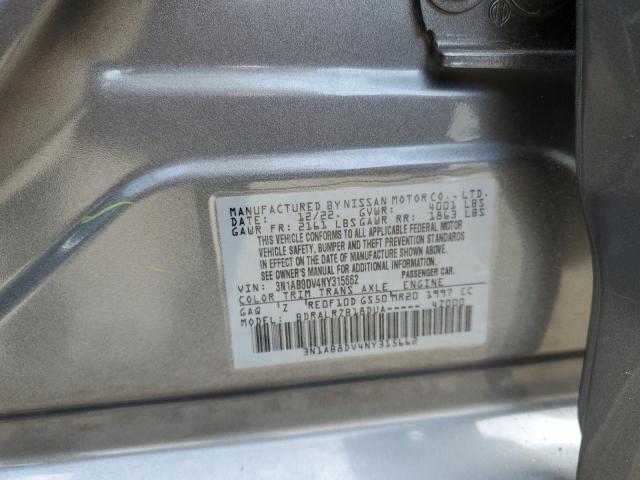 MANUFACTURED BY NISSAN MOTOR CO., LTD.
DATE: 12/22. GVWR: 4001 LBS
GAWR FR: 2161 LBS GAWR RR: 1863 LBS
THIS VEHICLE CONFORMS TO ALL APPLICABLE FEDERAL MOTOR
VEHICLE SAFETY, BUMPER AND THEFT PREVENTION STANDARDS
IN EFFECT ON THE DATE OF MANUFACTURE SHOWN ABOVE.
SEE OWNER'S MANUAL FOR ADDITIONAL INFORMATION.
VIN: 3N1AB8DV4NY315662 PASSENGER CAR.
COLOR TRIM TRANS AXLE ENGINE
GAQ 'Z RE0F10D GS50 MR20 1997 CC
MODEL: BDRALRZB18DUA----- 42000
3N1AB8DV4NY315662